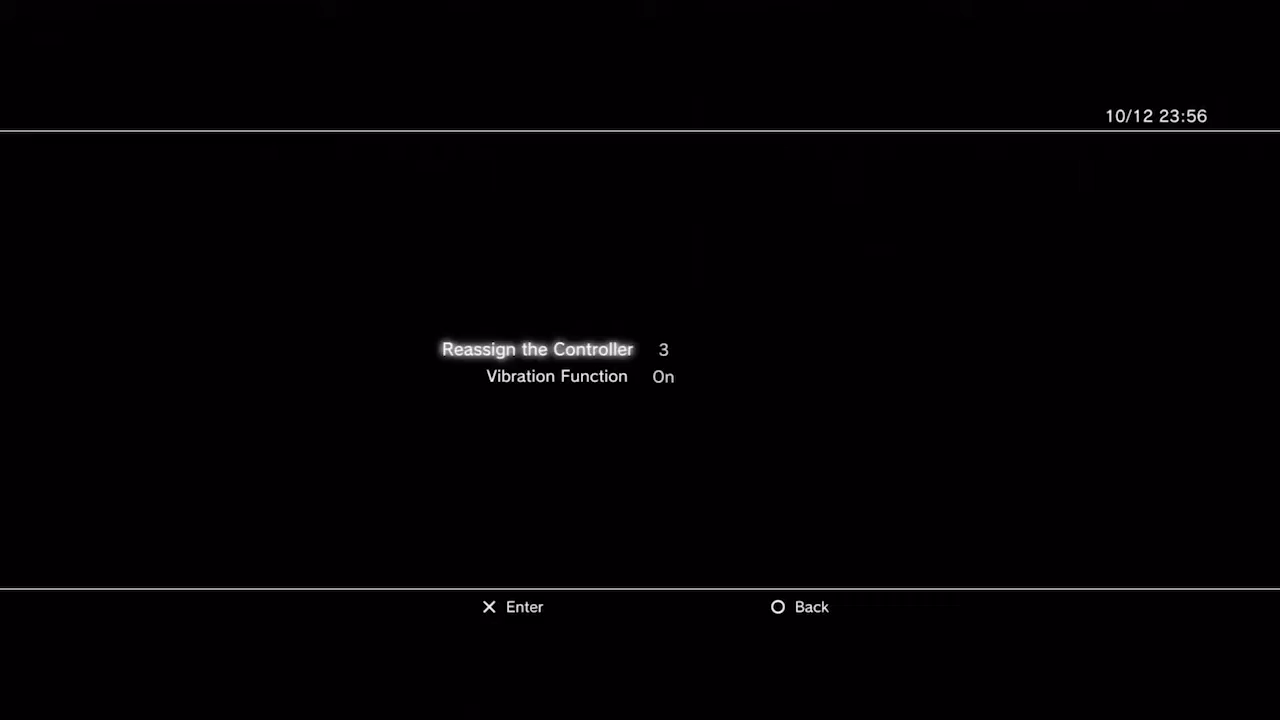 10/12 23:56
Reassign the Controller 3
Vibration Function On
Enter Back